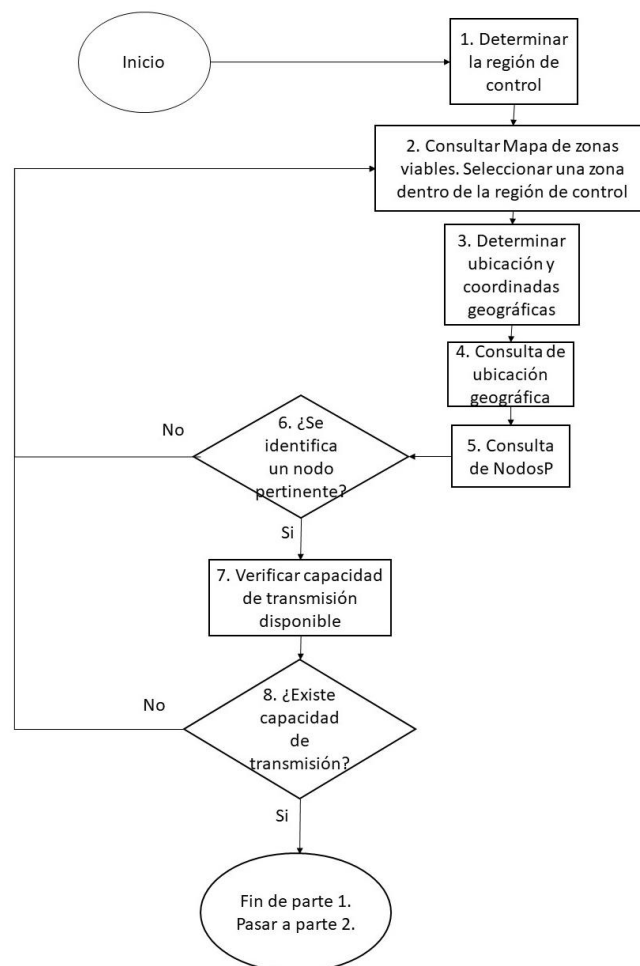 Inicio
1. Determinar
la región de
control
2. Consultar Mapa de zonas
viables. Seleccionar una zona
dentro de la región de control
3. Determinar
ubicación y
coordinadas
geográficas
4. Consulta de
ubicación
geográfica
5. Consulta
de NodosP
6. ¿Se
identifica
un nodo
pertinente?
No
Si
7. Verificar capacidad
de transmisión
disponible
8. ¿Existe
capacidad
de
transmisión?
No
Si
Fin de parte 1.
Pasar a parte 2.